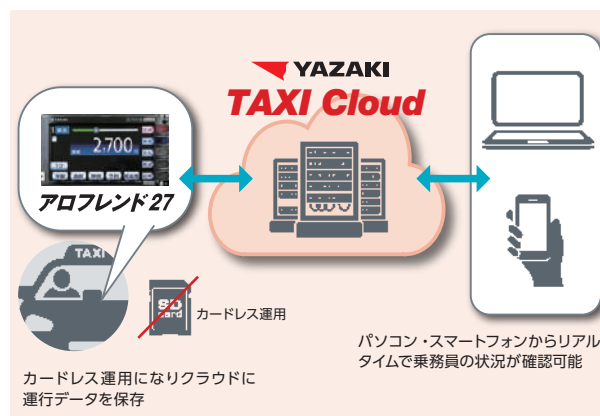 YAZAKI
TAXI Cloud
2,700
アロフレンド27
TAXI
SD
card
カードレス運用
カードレス運用になりクラウドに
運行データを保存
パソコン・スマートフォンからリアル
タイムで乗務員の状況が確認可能